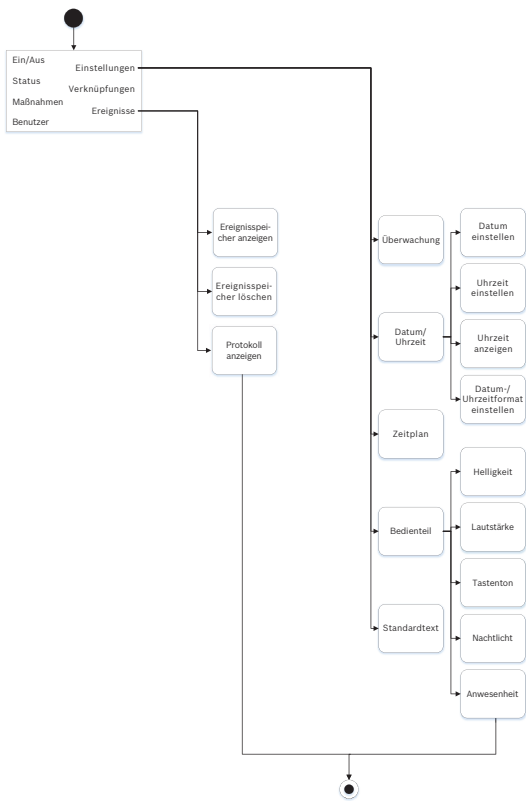 Ein/Aus
Status
Maßnahmen
Benutzer
Einstellungen
Verknüpfungen
Ereignisse
Ereignisspei-
cher anzeigen
Ereignisspei-
cher löschen
Protokoll
anzeigen
Überwachung
Datum/
Uhrzeit
Zeitplan
Bedienteil
Standardtext
Datum
einstellen
Uhrzeit
einstellen
Uhrzeit
anzeigen
Datum-/
Uhrzeitformat
einstellen
Helligkeit
Lautstärke
Tastenton
Nachtlicht
Anwesenheit